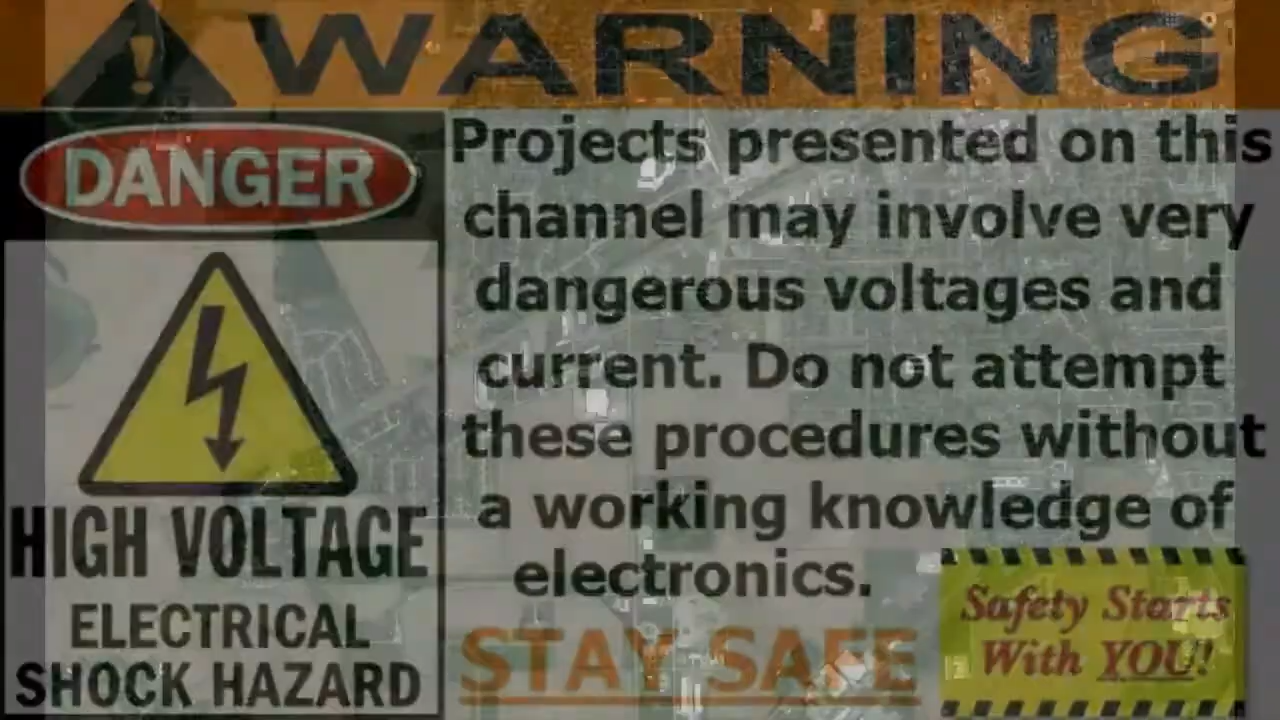 WARNING
DANGER
HIGH VOLTAGE
ELECTRICAL
SHOCK HAZARD
Projects presented on this
channel may involve very
dangerous voltages and
current. Do not attempt
these procedures without
a working knowledge of
electronics.
STAY SAFE
Safety Starts
With YOU!